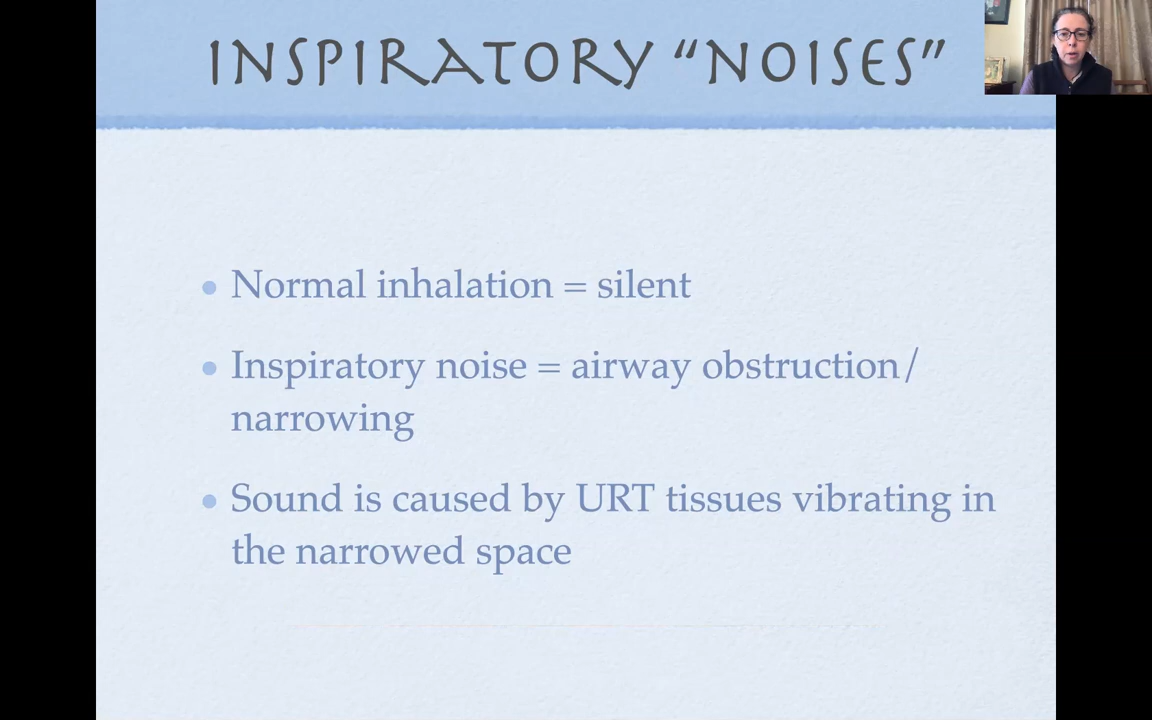 INSPIRATORY “NOISES”
• Normal inhalation = silent
• Inspiratory noise = airway obstruction/
narrowing
• Sound is caused by URT tissues vibrating in
the narrowed space